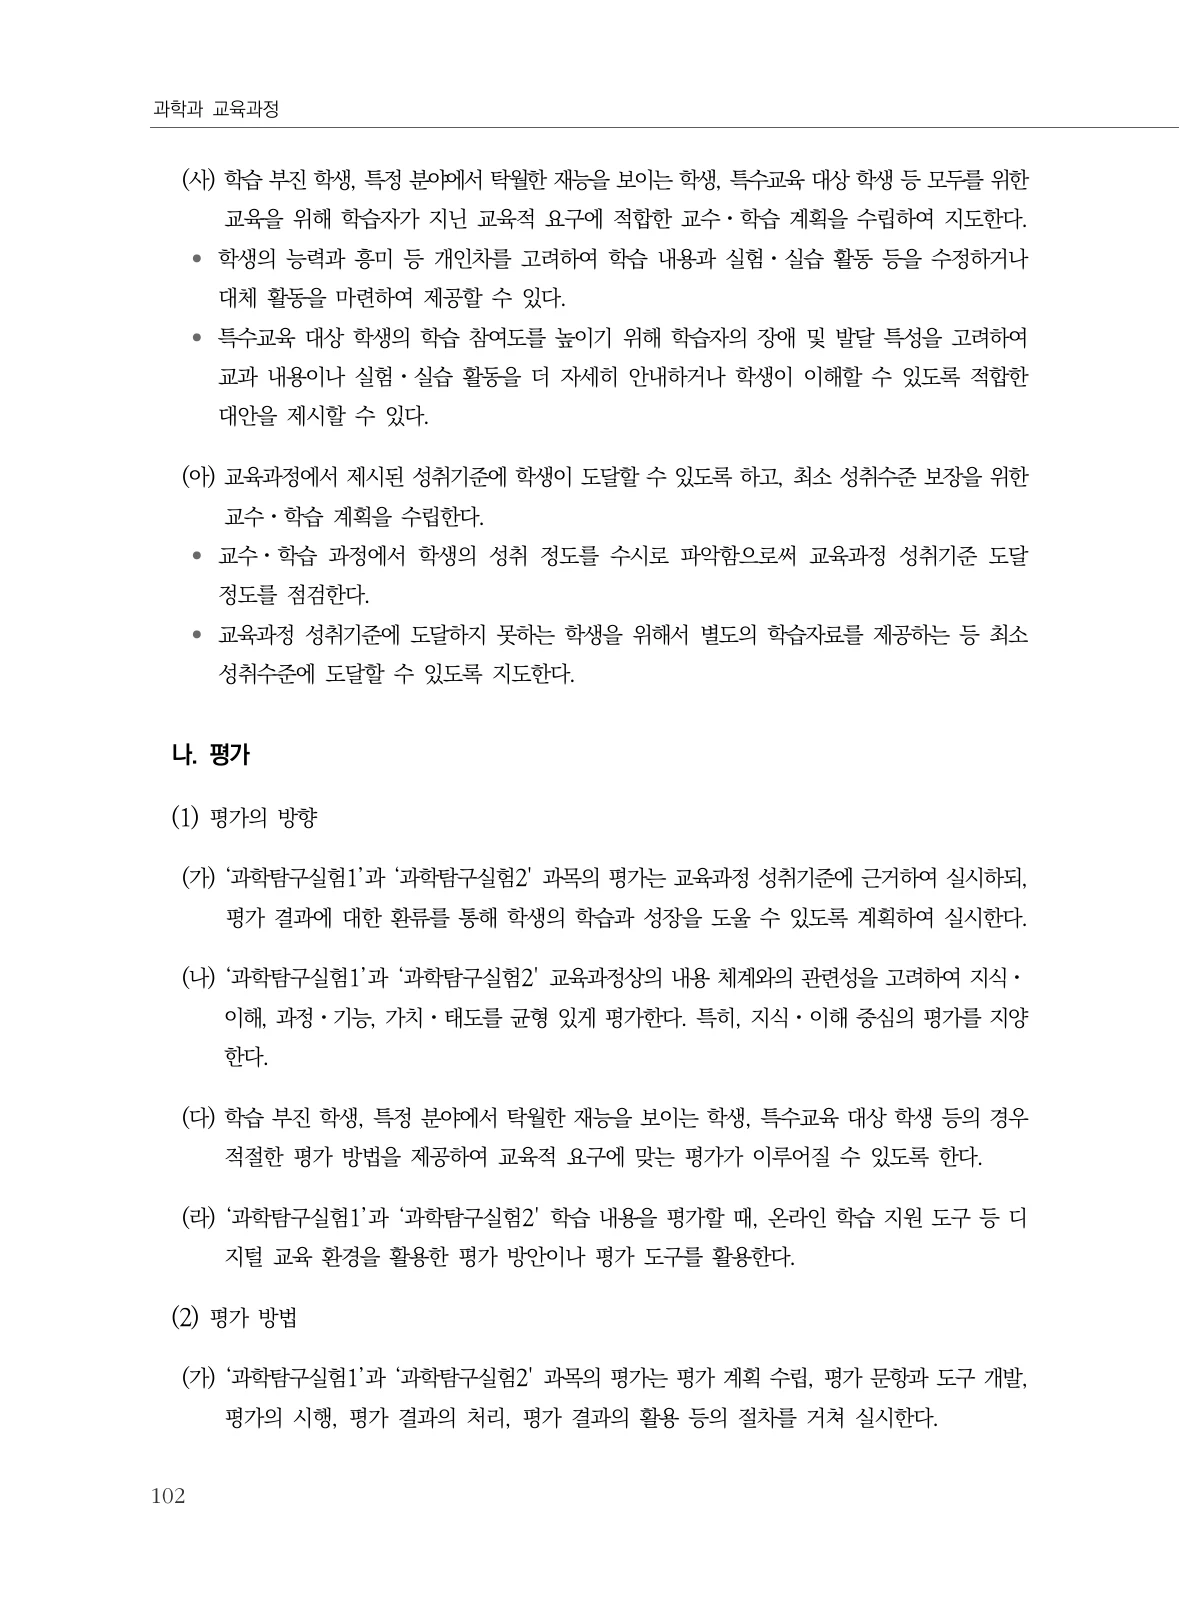 과학과 교육과정
(사) 학습 부진 학생, 특정 분야에서 탁월한 재능을 보이는 학생, 특수교육 대상 학생 등 모두를 위한
교육을 위해 학습자가 지닌 교육적 요구에 적합한 교수･학습 계획을 수립하여 지도한다.
● 학생의 능력과 흥미 등 개인차를 고려하여 학습 내용과 실험･실습 활동 등을 수정하거나
대체 활동을 마련하여 제공할 수 있다.
● 특수교육 대상 학생의 학습 참여도를 높이기 위해 학습자의 장애 및 발달 특성을 고려하여
교과 내용이나 실험･실습 활동을 더 자세히 안내하거나 학생이 이해할 수 있도록 적합한
대안을 제시할 수 있다.
(아) 교육과정에서 제시된 성취기준에 학생이 도달할 수 있도록 하고, 최소 성취수준 보장을 위한
교수･학습 계획을 수립한다.
● 교수･학습 과정에서 학생의 성취 정도를 수시로 파악함으로써 교육과정 성취기준 도달
정도를 점검한다.
● 교육과정 성취기준에 도달하지 못하는 학생을 위해서 별도의 학습자료를 제공하는 등 최소
성취수준에 도달할 수 있도록 지도한다.
나. 평가
(1) 평가의 방향
(가) ‘과학탐구실험1’과 ‘과학탐구실험2' 과목의 평가는 교육과정 성취기준에 근거하여 실시하되,
평가 결과에 대한 환류를 통해 학생의 학습과 성장을 도울 수 있도록 계획하여 실시한다.
(나) ‘과학탐구실험1’과 ‘과학탐구실험2' 교육과정상의 내용 체계와의 관련성을 고려하여 지식･
이해, 과정･기능, 가치･태도를 균형 있게 평가한다. 특히, 지식･이해 중심의 평가를 지양
한다.
(다) 학습 부진 학생, 특정 분야에서 탁월한 재능을 보이는 학생, 특수교육 대상 학생 등의 경우
적절한 평가 방법을 제공하여 교육적 요구에 맞는 평가가 이루어질 수 있도록 한다.
(라) ‘과학탐구실험1’과 ‘과학탐구실험2' 학습 내용을 평가할 때, 온라인 학습 지원 도구 등 디
지털 교육 환경을 활용한 평가 방안이나 평가 도구를 활용한다.
(2) 평가 방법
(가) ‘과학탐구실험1’과 ‘과학탐구실험2' 과목의 평가는 평가 계획 수립, 평가 문항과 도구 개발,
평가의 시행, 평가 결과의 처리, 평가 결과의 활용 등의 절차를 거쳐 실시한다.
102